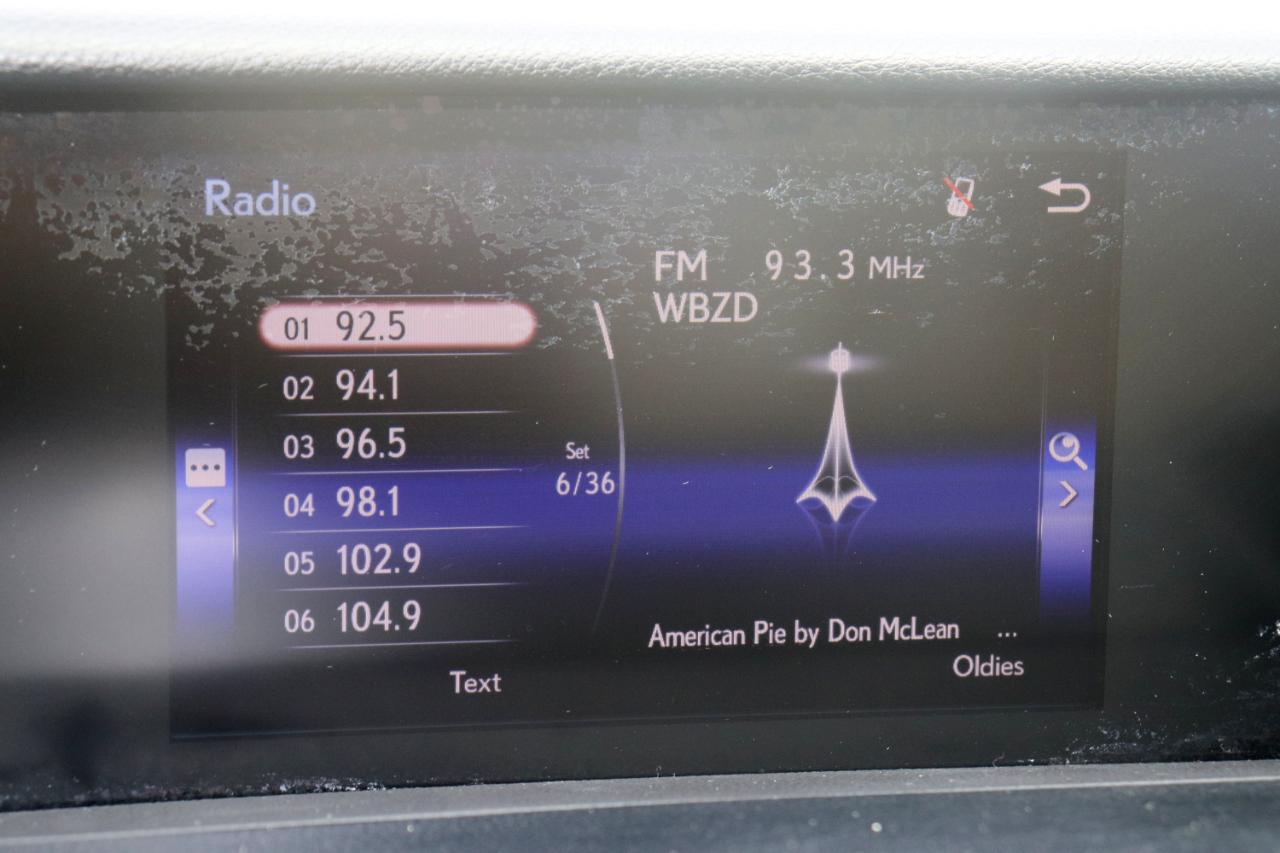 Radio
FM 93.3 MHz
WBZD
01 92.5
02 94.1
03 96.5
04 98.1
05 102.9
06 104.9
Set
6/36
American Pie by Don McLean ...
Oldies
Text